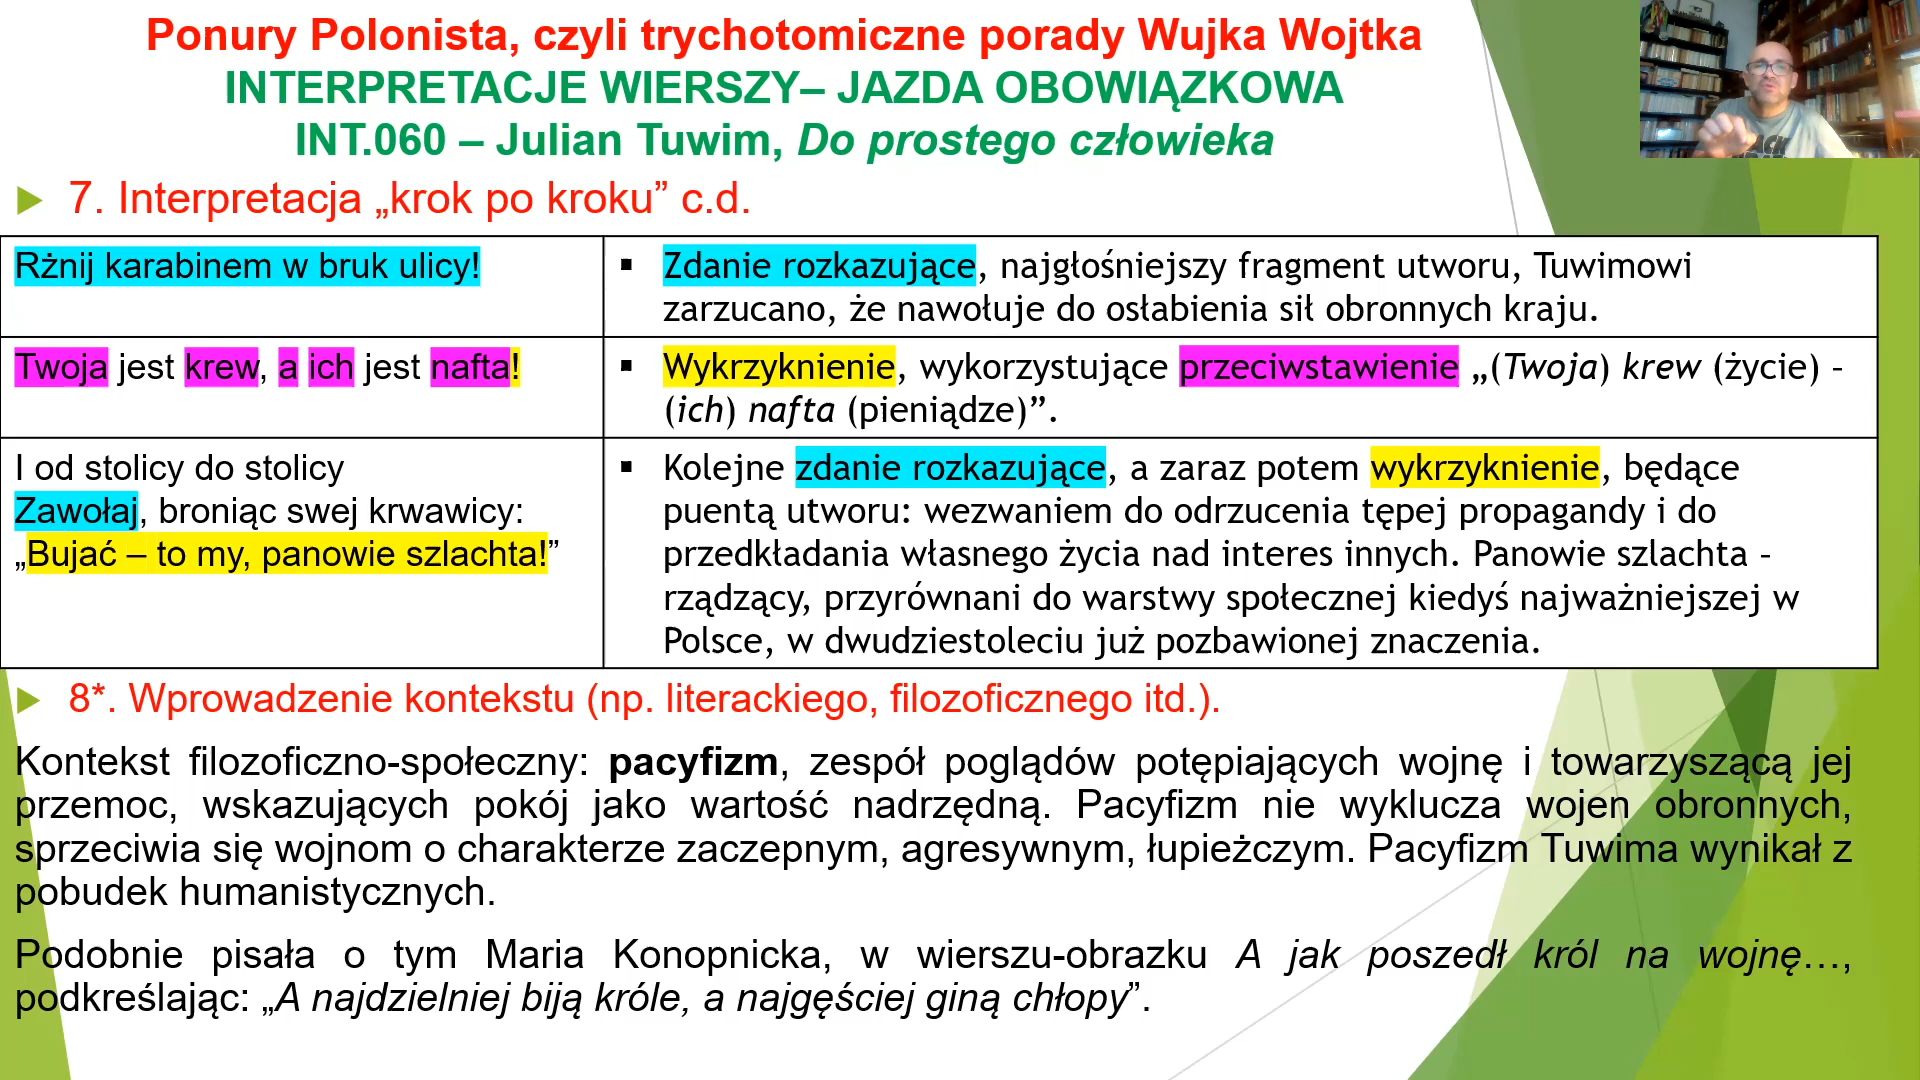 Ponury Polonista, czyli trychotomiczne porady Wujka Wojtka
INTERPRETACJE WIERSZY– JAZDA OBOWIĄZKOWA
INT.060 – Julian Tuwim, Do prostego człowieka
7. Interpretacja „krok po kroku” c.d.
Rżnij karabinem w bruk ulicy!
Zdanie rozkazujące, najgłośniejszy fragment utworu, Tuwimowi
zarzucano, że nawołuje do osłabienia sił obronnych kraju.
Twoja jest krew, a ich jest nafta!
Wykrzyknienie, wykorzystujące przeciwstawienie „(Twoja) krew (życie) -
(ich) nafta (pieniądze)”.
I od stolicy do stolicy
Zawołaj, broniąc swej krwawicy:
„Bujać – to my, panowie szlachta!”
Kolejne zdanie rozkazujące, a zaraz potem wykrzyknienie, będące
puentą utworu: wezwaniem do odrzucenia tępej propagandy i do
przedkładania własnego życia nad interes innych. Panowie szlachta -
rządzący, przyrównani do warstwy społecznej kiedyś najważniejszej w
Polsce, w dwudziestoleciu już pozbawionej znaczenia.
8*. Wprowadzenie kontekstu (np. literackiego, filozoficznego itd.).
Kontekst filozoficzno-społeczny: pacyfizm, zespół poglądów potępiających wojnę i towarzyszącą jej
przemoc, wskazujących pokój jako wartość nadrzędną. Pacyfizm nie wyklucza wojen obronnych,
sprzeciwia się wojnom o charakterze zaczepnym, agresywnym, łupieżczym. Pacyfizm Tuwima wynikał z
pobudek humanistycznych.
Podobnie pisała o tym Maria Konopnicka, w wierszu-obrazku A jak poszedł król na wojnę…,
podkreślając: „A najdzielniej biją króle, a najgęściej giną chłopy”.